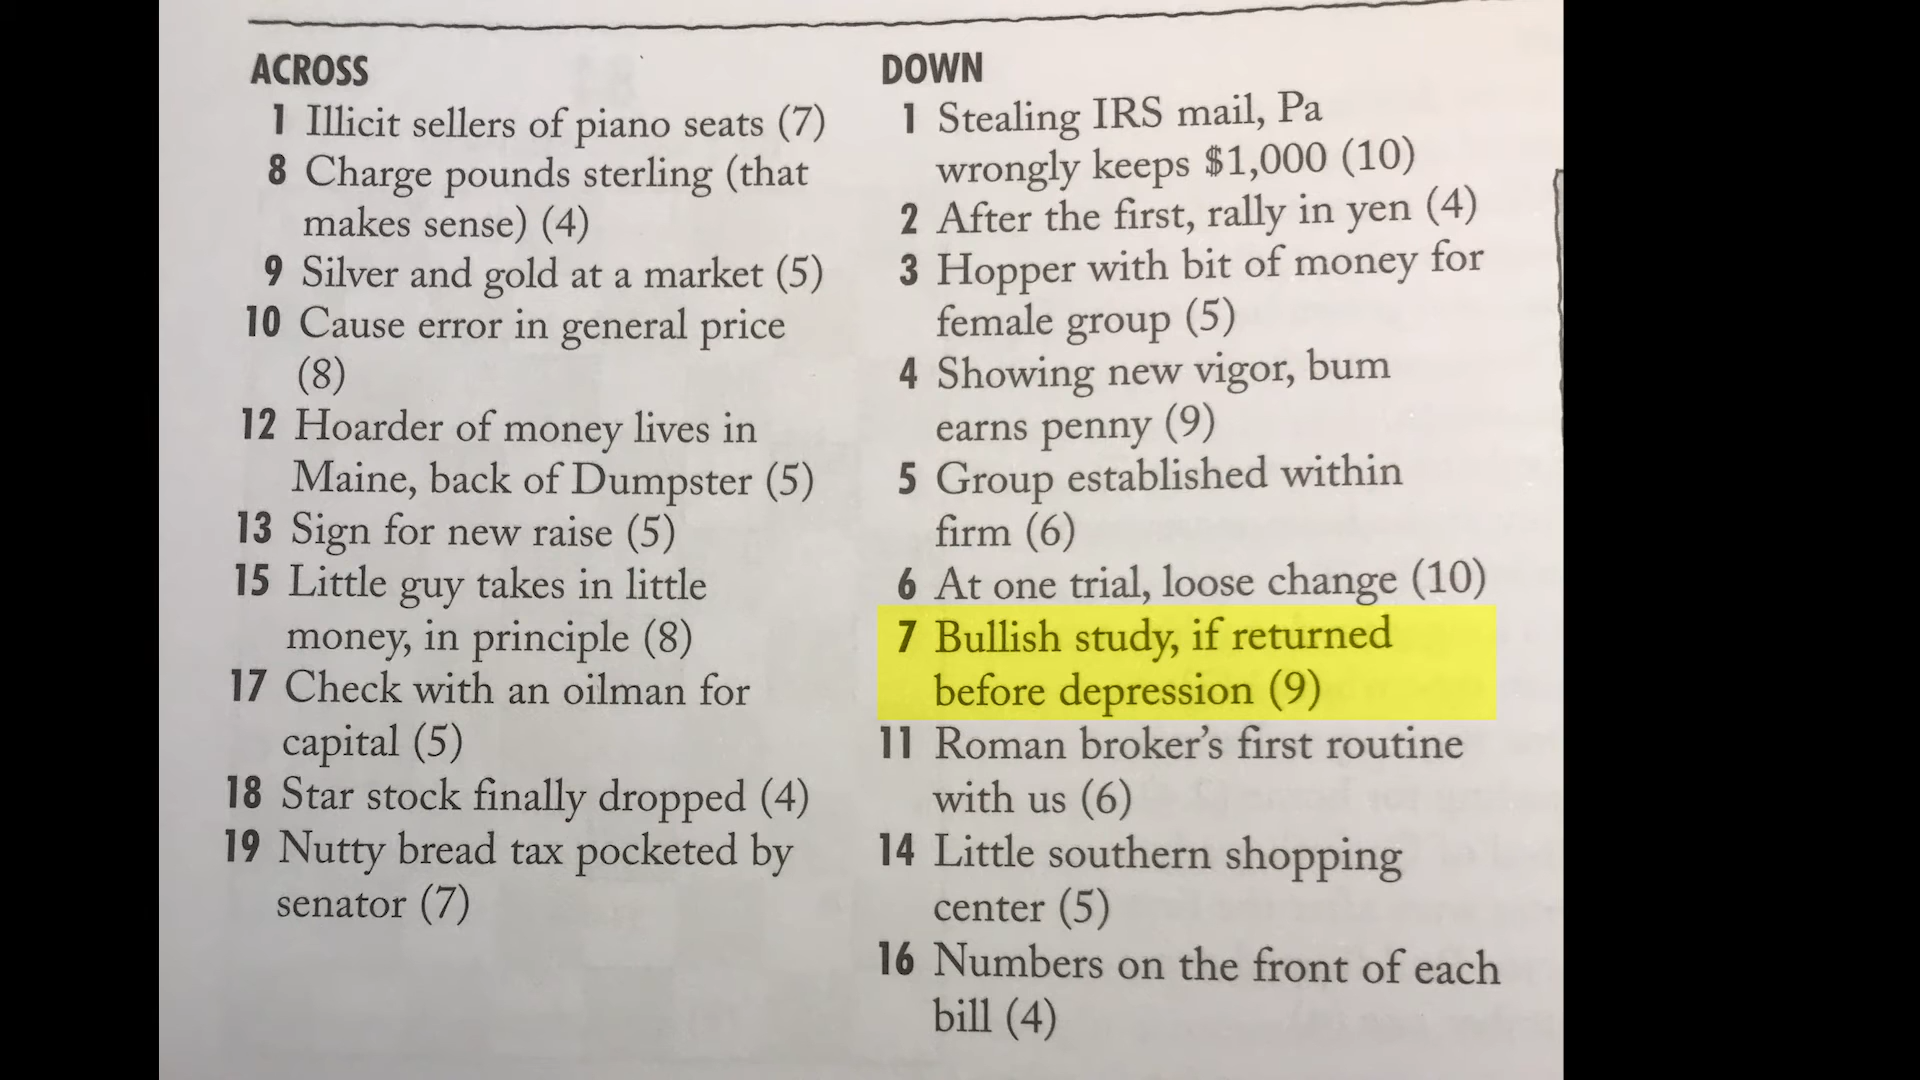 ACROSS
1 Illicit sellers of piano seats (7)
8 Charge pounds sterling (that
makes sense) (4)
9 Silver and gold at a market (5)
10 Cause error in general price
(8)
12 Hoarder of money lives in
Maine, back of Dumpster (5)
13 Sign for new raise (5)
15 Little guy takes in little
money, in principle (8)
17 Check with an oilman for
capital (5)
18 Star stock finally dropped (4)
19 Nutty bread tax pocketed by
senator (7)
DOWN
1 Stealing IRS mail, Pa
wrongly keeps $1,000 (10)
2 After the first, rally in yen (4)
3 Hopper with bit of money for
female group (5)
4 Showing new vigor, bum
earns penny (9)
5 Group established within
firm (6)
6 At one trial, loose change (10)
7 Bullish study, if returned
before depression (9)
11 Roman broker's first routine
with us (6)
14 Little southern shopping
center (5)
16 Numbers on the front of each
bill (4)